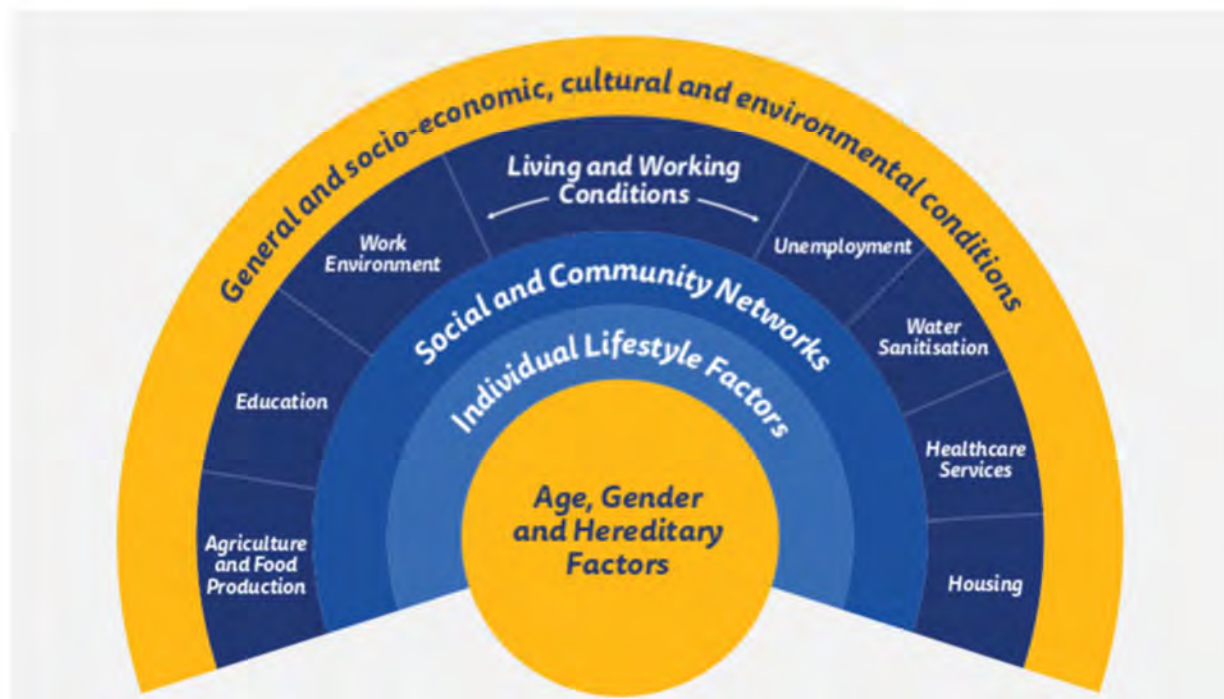 General and socio-economic, cultural and environmental conditions
Living and Working
Conditions
Work
Environment
Unemployment
Social and Community Networks
Water
Sanitisation
Individual Lifestyle Factors
Education
Healthcare
Services
Age, Gender
and Hereditary
Factors
Agriculture
and Food
Production
Housing